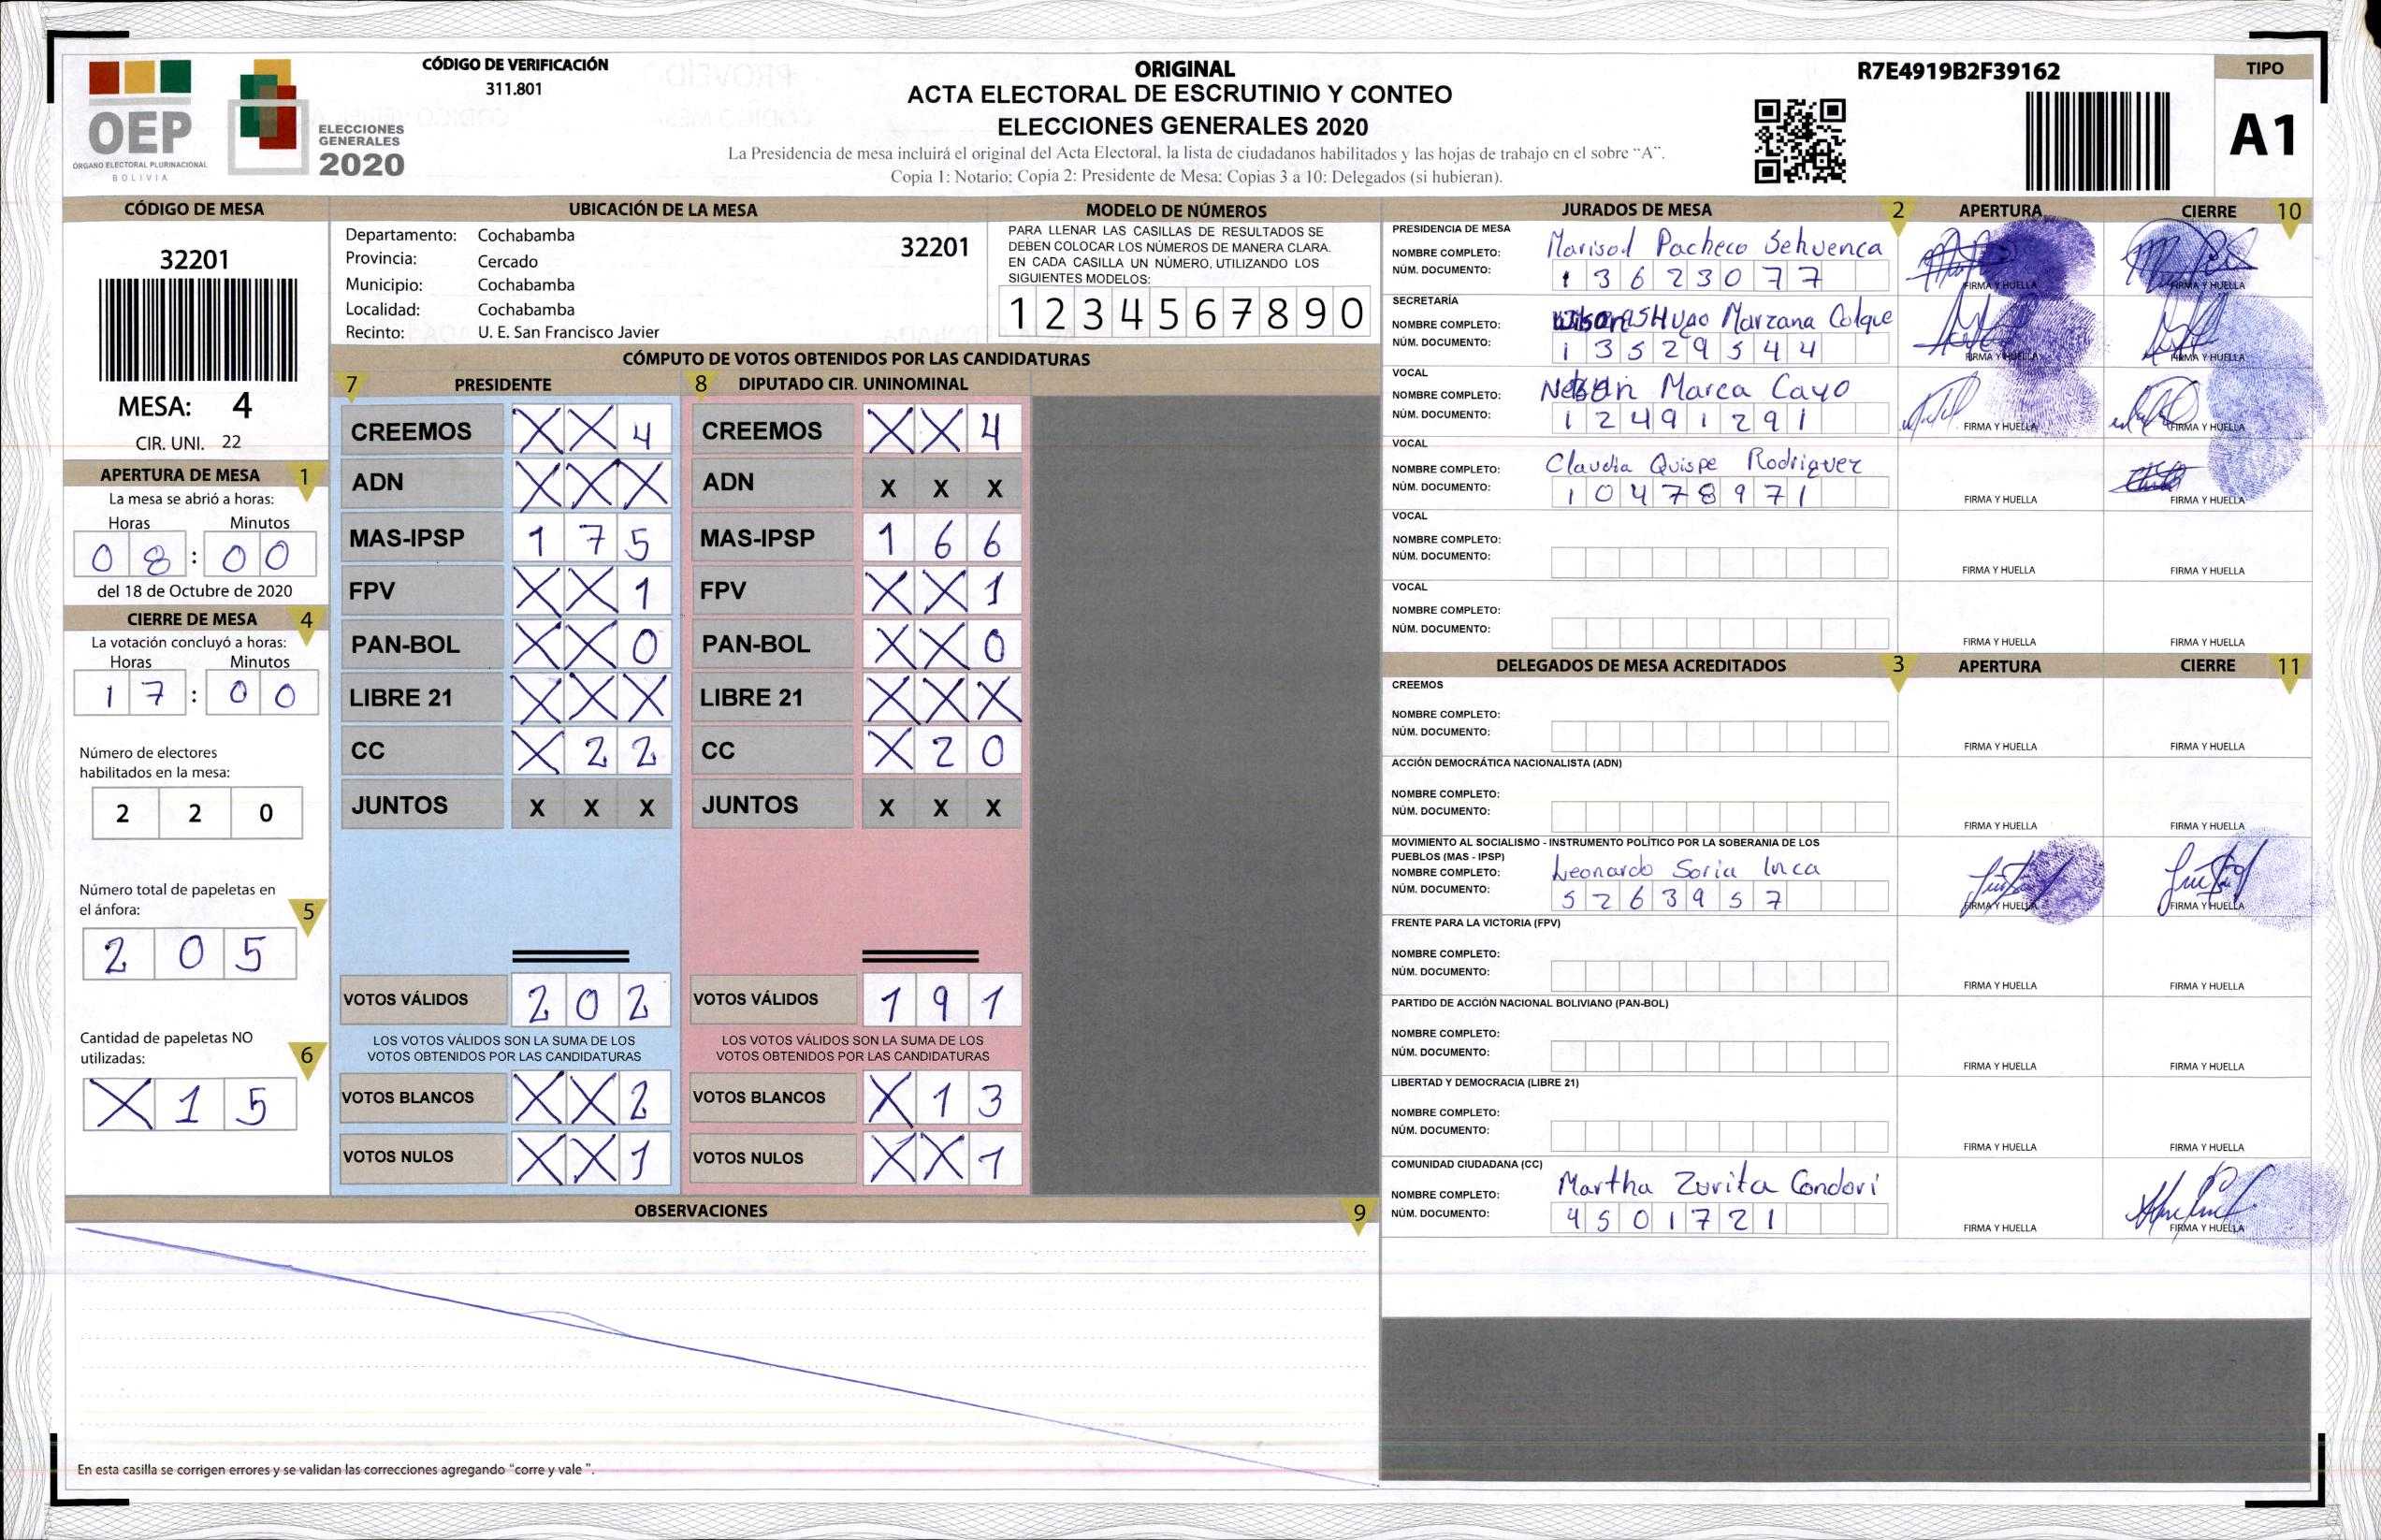 OEP
ÓRGANO ELECTORAL PLURINACIONAL
BOLIVIA
ELECCIONES
GENERALES
2020
CÓDIGO DE VERIFICACIÓN
311.801
ORIGINAL
ACTA ELECTORAL DE ESCRUTINIO Y CONTEO
ELECCIONES GENERALES 2020
La Presidencia de mesa incluirá el original del Acta Electoral, la lista de ciudadanos habilitados y las hojas de trabajo en el sobre “A”.
Copia 1: Notario; Copia 2: Presidente de Mesa; Copias 3 a 10: Delegados (si hubieran).
R7E4919B2F39162
TIPO
A1
CÓDIGO DE MESA
32201
MESA: 4
CIR. UNI. 22
APERTURA DE MESA 1
La mesa se abrió a horas:
Horas Minutos
0 8 : 0 0
del 18 de Octubre de 2020
CIERRE DE MESA 4
La votación concluyó a horas:
Horas Minutos
1 7 : 0 0
Número de electores
habilitados en la mesa:
2 2 0
Número total de papeletas en
el ánfora: 5
2 0 5
Cantidad de papeletas NO
utilizadas: 6
X 1 5
UBICACIÓN DE LA MESA
Departamento: Cochabamba 32201
Provincia: Cercado
Municipio: Cochabamba
Localidad: Cochabamba
Recinto: U. E. San Francisco Javier
MODELO DE NÚMEROS
PARA LLENAR LAS CASILLAS DE RESULTADOS SE
DEBEN COLOCAR LOS NÚMEROS DE MANERA CLARA.
EN CADA CASILLA UN NÚMERO, UTILIZANDO LOS
SIGUIENTES MODELOS:
1 2 3 4 5 6 7 8 9 0
CÓMPUTO DE VOTOS OBTENIDOS POR LAS CANDIDATURAS
7 PRESIDENTE
CREEMOS X X 4
ADN X X X
MAS-IPSP 1 7 5
FPV X X 1
PAN-BOL X X 0
LIBRE 21 X X X
CC X 2 2
JUNTOS X X X
VOTOS VÁLIDOS 2 0 2
LOS VOTOS VÁLIDOS SON LA SUMA DE LOS
VOTOS OBTENIDOS POR LAS CANDIDATURAS
VOTOS BLANCOS X X 2
VOTOS NULOS X X 1
8 DIPUTADO CIR. UNINOMINAL
CREEMOS X X 4
ADN X X X
MAS-IPSP 1 6 6
FPV X X 1
PAN-BOL X X 0
LIBRE 21 X X X
CC X 2 0
JUNTOS X X X
VOTOS VÁLIDOS 1 9 1
LOS VOTOS VÁLIDOS SON LA SUMA DE LOS
VOTOS OBTENIDOS POR LAS CANDIDATURAS
VOTOS BLANCOS X 1 3
VOTOS NULOS X X 1
OBSERVACIONES 9
En esta casilla se corrigen errores y se validan las correcciones agregando “corre y vale ”.
JURADOS DE MESA 2 APERTURA CIERRE 10
PRESIDENCIA DE MESA
NOMBRE COMPLETO: Marisol Pacheco Sehuenca
NÚM. DOCUMENTO: 1 3 6 2 3 0 7 7
FIRMA Y HUELLA FIRMA Y HUELLA
SECRETARÍA
NOMBRE COMPLETO: Marzana Colque
NÚM. DOCUMENTO: 1 3 5 2 9 5 4 4
FIRMA Y HUELLA FIRMA Y HUELLA
VOCAL
NOMBRE COMPLETO: Marca Cayo
NÚM. DOCUMENTO: 1 2 4 9 1 2 9 1
FIRMA Y HUELLA FIRMA Y HUELLA
VOCAL
NOMBRE COMPLETO: Claudia Quispe Rodriguez
NÚM. DOCUMENTO: 1 0 4 7 8 9 7 1
FIRMA Y HUELLA FIRMA Y HUELLA
VOCAL
NOMBRE COMPLETO:
NÚM. DOCUMENTO:
FIRMA Y HUELLA FIRMA Y HUELLA
VOCAL
NOMBRE COMPLETO:
NÚM. DOCUMENTO:
FIRMA Y HUELLA FIRMA Y HUELLA
DELEGADOS DE MESA ACREDITADOS 3 APERTURA CIERRE 11
CREEMOS
NOMBRE COMPLETO:
NÚM. DOCUMENTO:
FIRMA Y HUELLA FIRMA Y HUELLA
ACCIÓN DEMOCRÁTICA NACIONALISTA (ADN)
NOMBRE COMPLETO:
NÚM. DOCUMENTO:
FIRMA Y HUELLA FIRMA Y HUELLA
MOVIMIENTO AL SOCIALISMO - INSTRUMENTO POLÍTICO POR LA SOBERANIA DE LOS
PUEBLOS (MAS - IPSP)
NOMBRE COMPLETO: Leonardo Soria Inca
NÚM. DOCUMENTO: 5 2 6 3 9 5 7
FIRMA Y HUELLA FIRMA Y HUELLA
FRENTE PARA LA VICTORIA (FPV)
NOMBRE COMPLETO:
NÚM. DOCUMENTO:
FIRMA Y HUELLA FIRMA Y HUELLA
PARTIDO DE ACCIÓN NACIONAL BOLIVIANO (PAN-BOL)
NOMBRE COMPLETO:
NÚM. DOCUMENTO:
FIRMA Y HUELLA FIRMA Y HUELLA
LIBERTAD Y DEMOCRACIA (LIBRE 21)
NOMBRE COMPLETO:
NÚM. DOCUMENTO:
FIRMA Y HUELLA FIRMA Y HUELLA
COMUNIDAD CIUDADANA (CC)
NOMBRE COMPLETO: Martha Zurita Condori
NÚM. DOCUMENTO: 4 5 0 1 7 2 1
FIRMA Y HUELLA FIRMA Y HUELLA